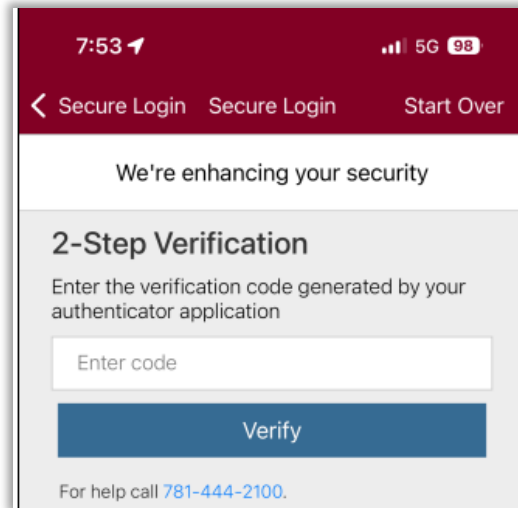 7:53 5G 98
Secure Login Secure Login Start Over
We're enhancing your security
2-Step Verification
Enter the verification code generated by your
authenticator application
Enter code
Verify
For help call 781-444-2100.